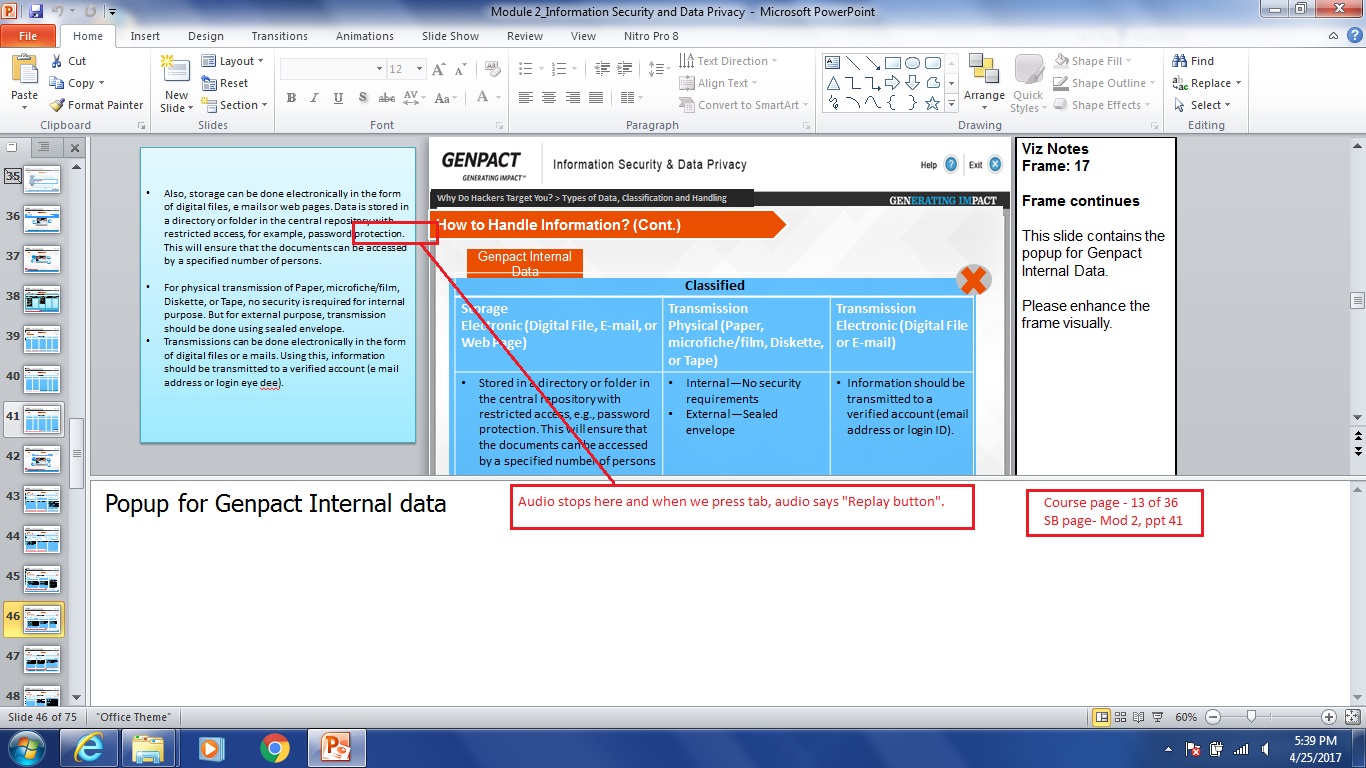 Module 2_Information Security and Data Privacy - Microsoft PowerPoint
File Home Insert Design Transitions Animations Slide Show Review View Nitro Pro 8
Paste
Cut
Copy
Format Painter
Clipboard
New
Slide
Layout
Reset
Section
Slides
12
B I U S abc AV Aa A
Font
Text Direction
Align Text
Convert to SmartArt
Paragraph
Arrange
Quick
Styles
Shape Fill
Shape Outline
Shape Effects
Drawing
Find
Replace
Select
Editing
35
36
37
38
39
40
41
42
43
44
45
46
47
48
• Also, storage can be done electronically in the form
of digital files, e mails or web pages. Data is stored in
a directory or folder in the central repository with
restricted access, for example, password protection.
This will ensure that the documents can be accessed
by a specified number of persons.
• For physical transmission of Paper, microfiche/film,
Diskette, or Tape, no security is required for internal
purpose. But for external purpose, transmission
should be done using sealed envelope.
• Transmissions can be done electronically in the form
of digital files or e mails. Using this, information
should be transmitted to a verified account (e mail
address or login eye dee).
GENPACT
GENERATING IMPACT™
Information Security & Data Privacy
Help ? Exit
Why Do Hackers Target You? > Types of Data, Classification and Handling
GENERATING IMPACT
How to Handle Information? (Cont.)
Genpact Internal
Data
Classified
Storage
Electronic (Digital File, E-mail, or
Web Page)
Transmission
Physical (Paper,
microfiche/film, Diskette,
or Tape)
Transmission
Electronic (Digital File
or E-mail)
• Stored in a directory or folder in
the central repository with
restricted access, e.g., password
protection. This will ensure that
the documents can be accessed
by a specified number of persons
• Internal—No security
requirements
• External—Sealed
envelope
• Information should be
transmitted to a
verified account (email
address or login ID).
Viz Notes
Frame: 17
Frame continues
This slide contains the
popup for Genpact
Internal Data.
Please enhance the
frame visually.
Popup for Genpact Internal data
Audio stops here and when we press tab, audio says "Replay button".
Course page - 13 of 36
SB page- Mod 2, ppt 41
Slide 46 of 75
"Office Theme"
60%
5:39 PM
4/25/2017